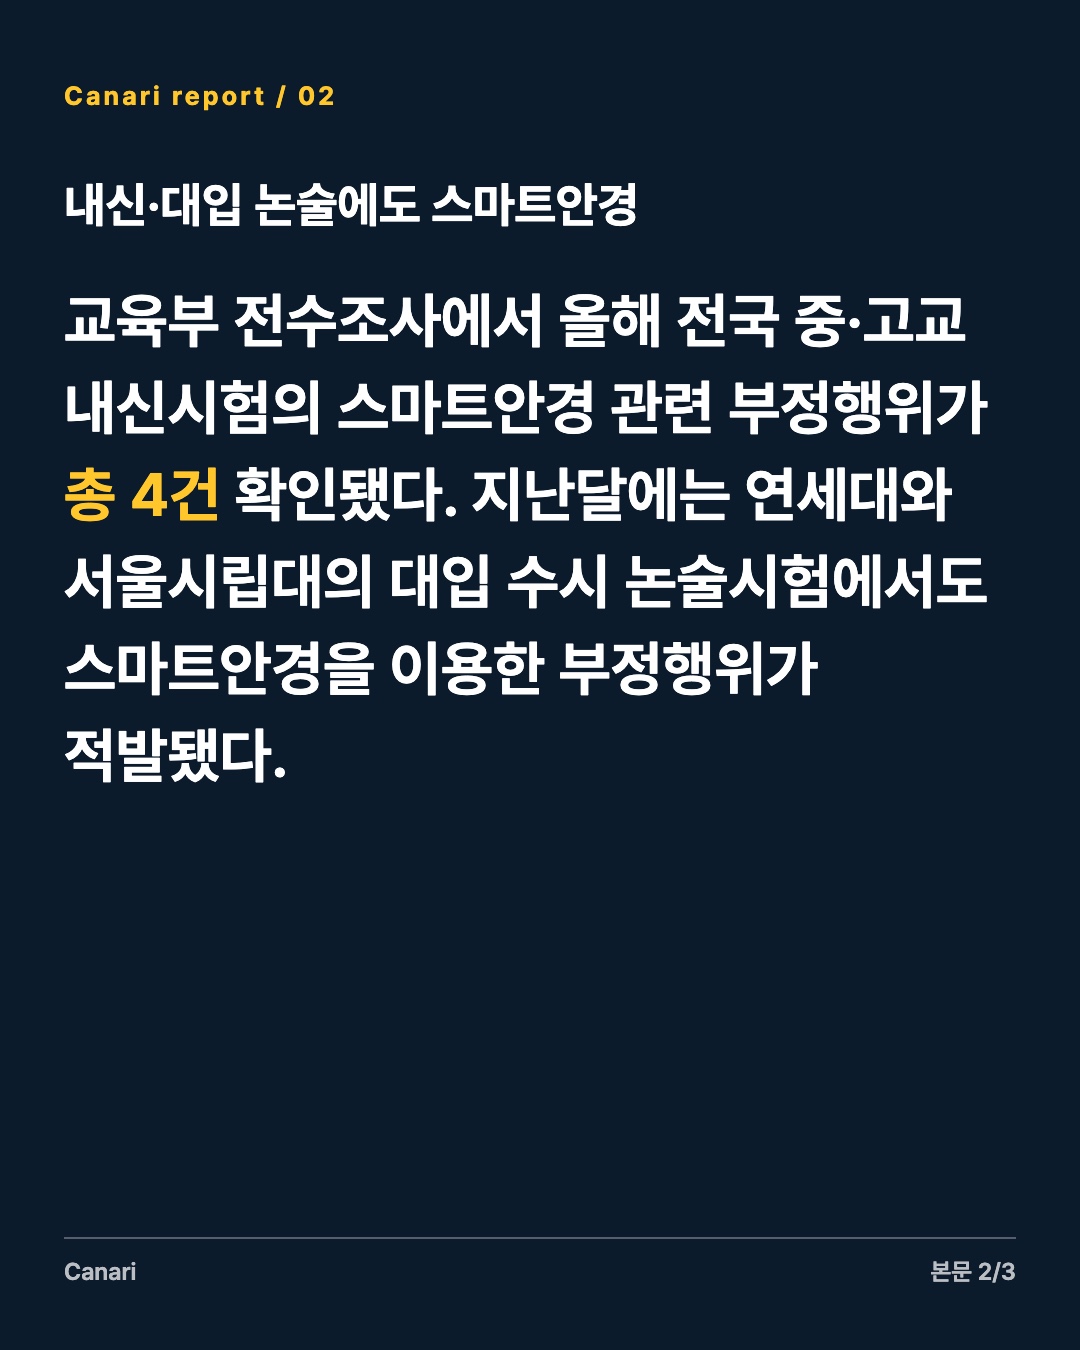 Canari report / 02
내신·대입 논술에도 스마트안경
교육부 전수조사에서 올해 전국 중·고교
내신시험의 스마트안경 관련 부정행위가
총 4건 확인됐다. 지난달에는 연세대와
서울시립대의 대입 수시 논술시험에서도
스마트안경을 이용한 부정행위가
적발됐다.
Canari
본문 2/3